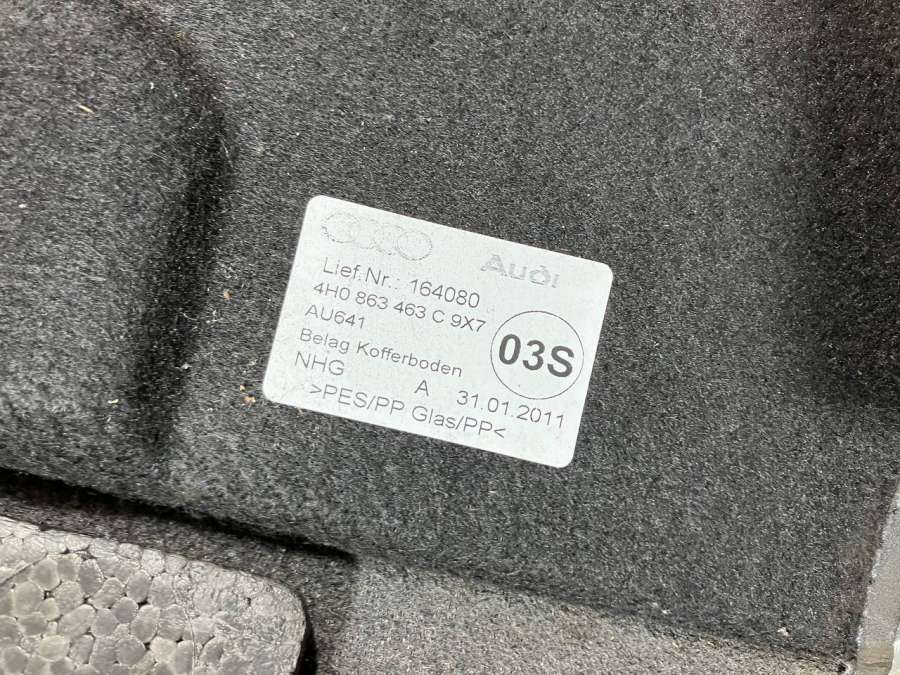 Audi
Lief.Nr.: 164080
4H0 863 463 C 9X7
AU641
03S
Belag Kofferboden
NHG A 31.01.2011
>PES/PP Glas/PP<